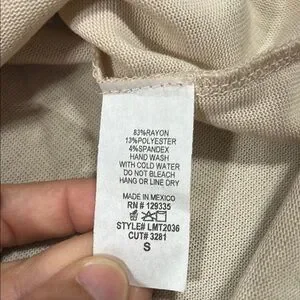 83%RAYON
13%POLYESTER
4%SPANDEX
HAND WASH
WITH COLD WATER
DO NOT BLEACH
HANG OR LINE DRY
MADE IN MEXICO
RN # 129335
STYLE# LMT2036
CUT# 3281
S